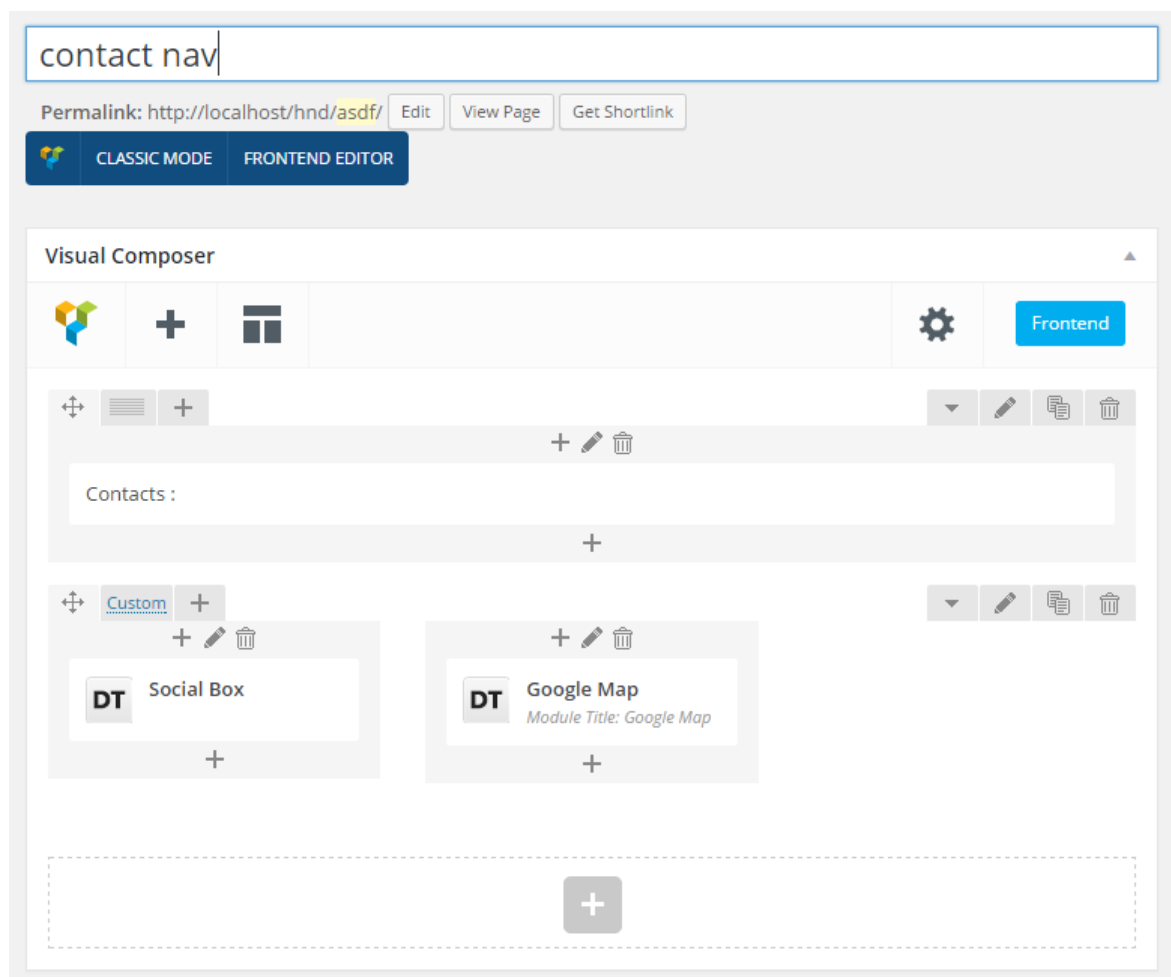 contact nav
Permalink: http://localhost/hnd/asdf/ Edit View Page Get Shortlink
CLASSIC MODE FRONTEND EDITOR
Visual Composer
Frontend
Contacts :
Custom
DT Social Box
DT Google Map
Module Title: Google Map